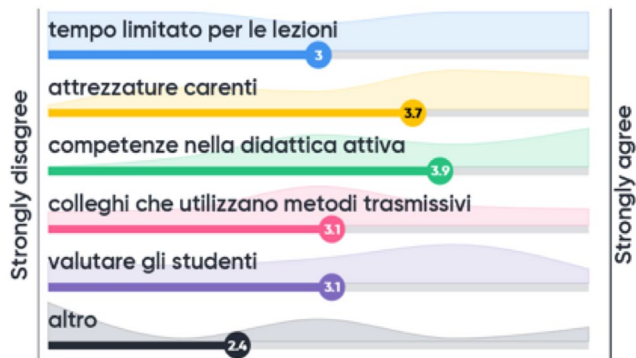 Strongly disagree
tempo limitato per le lezioni
3
attrezzature carenti
3.7
competenze nella didattica attiva
3.9
colleghi che utilizzano metodi trasmissivi
3.1
valutare gli studenti
3.1
altro
2.4
Strongly agree